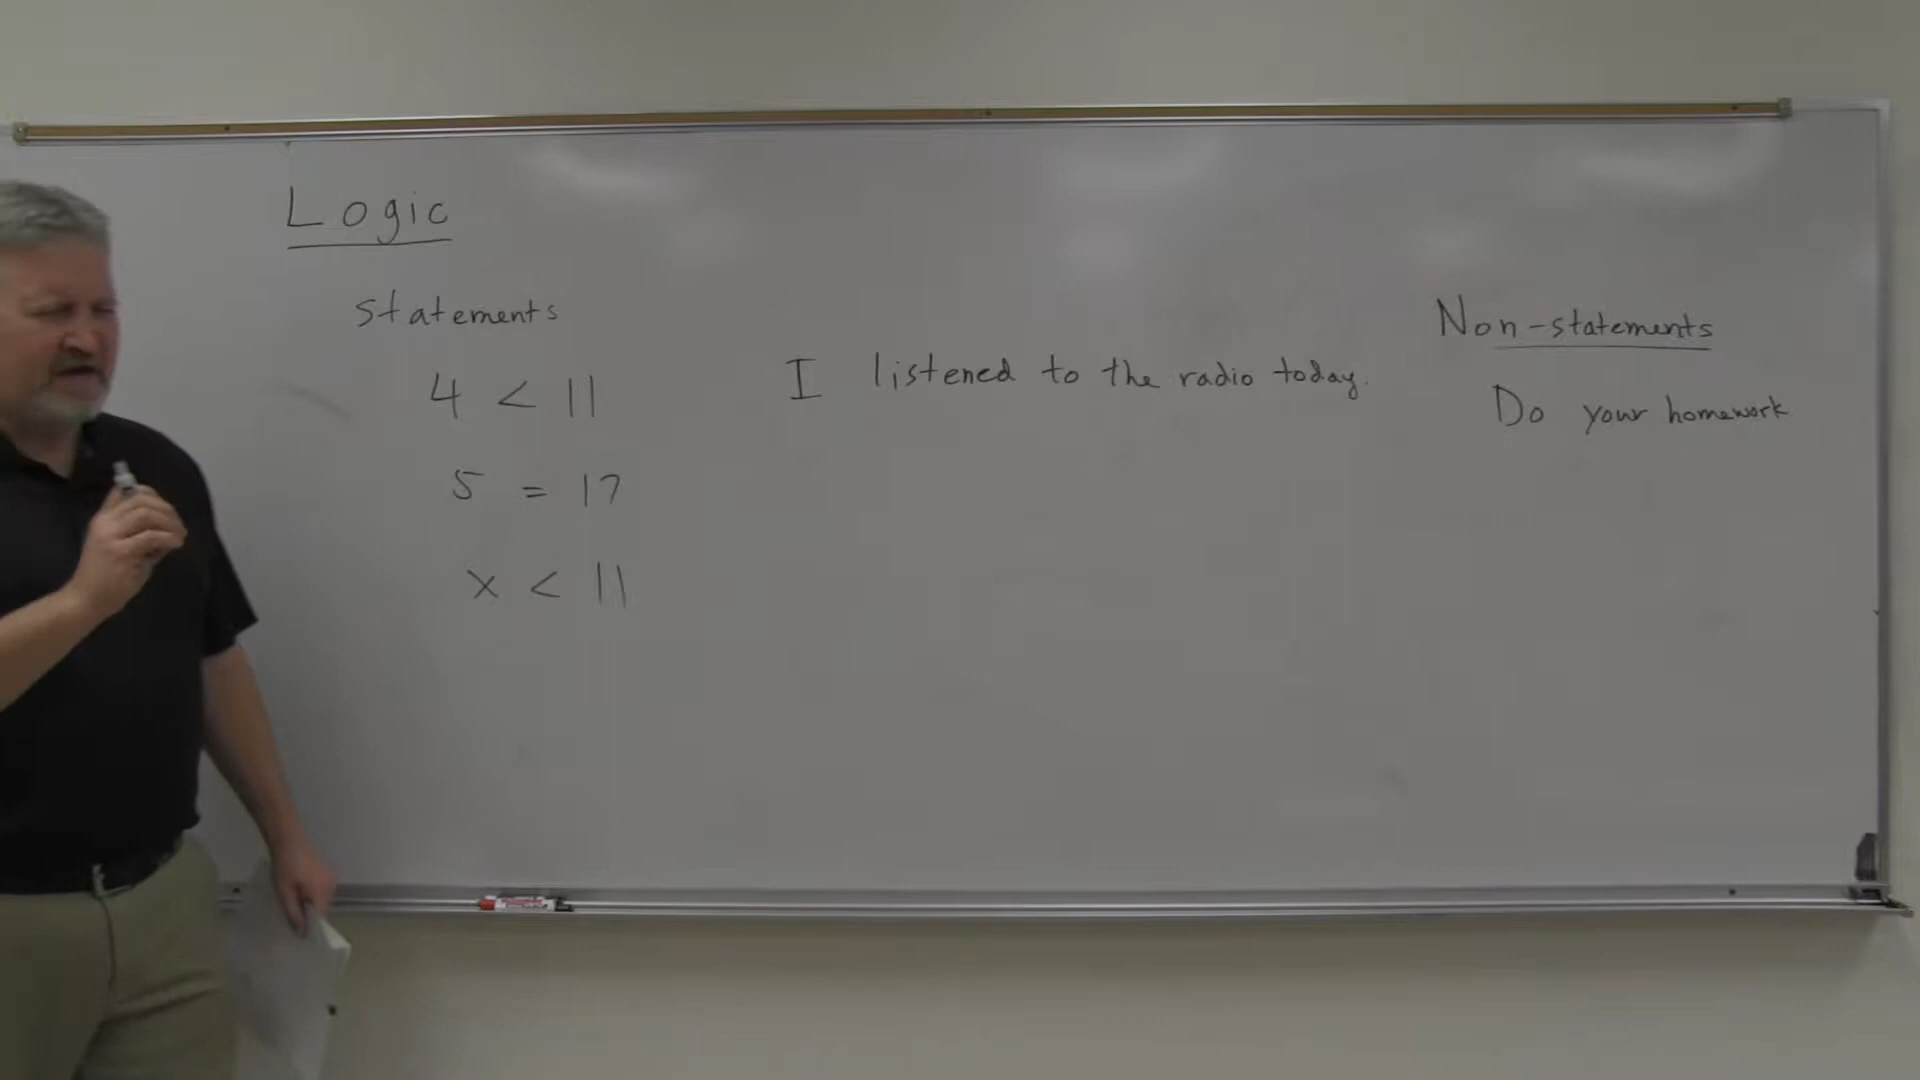 Logic
statements
4 < 11
5 = 17
x < 11
I listened to the radio today.
Non-statements
Do your homework